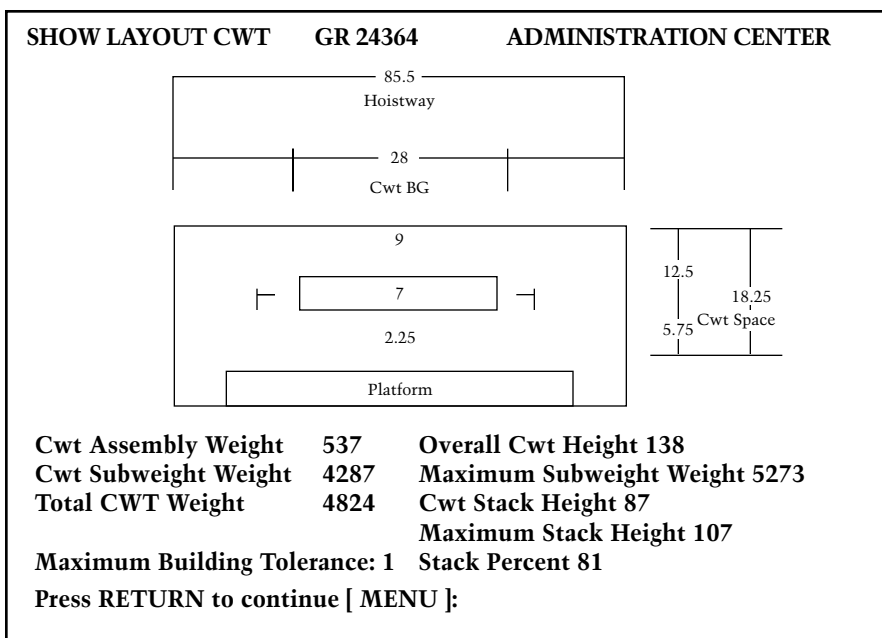 SHOW LAYOUT CWT GR 24364 ADMINISTRATION CENTER
85.5
Hoistway
28
Cwt BG
9
7
2.25
Platform
12.5
18.25
5.75 Cwt Space
Cwt Assembly Weight 537 Overall Cwt Height 138
Cwt Subweight Weight 4287 Maximum Subweight Weight 5273
Total CWT Weight 4824 Cwt Stack Height 87
Maximum Stack Height 107
Maximum Building Tolerance: 1 Stack Percent 81
Press RETURN to continue [ MENU ]: